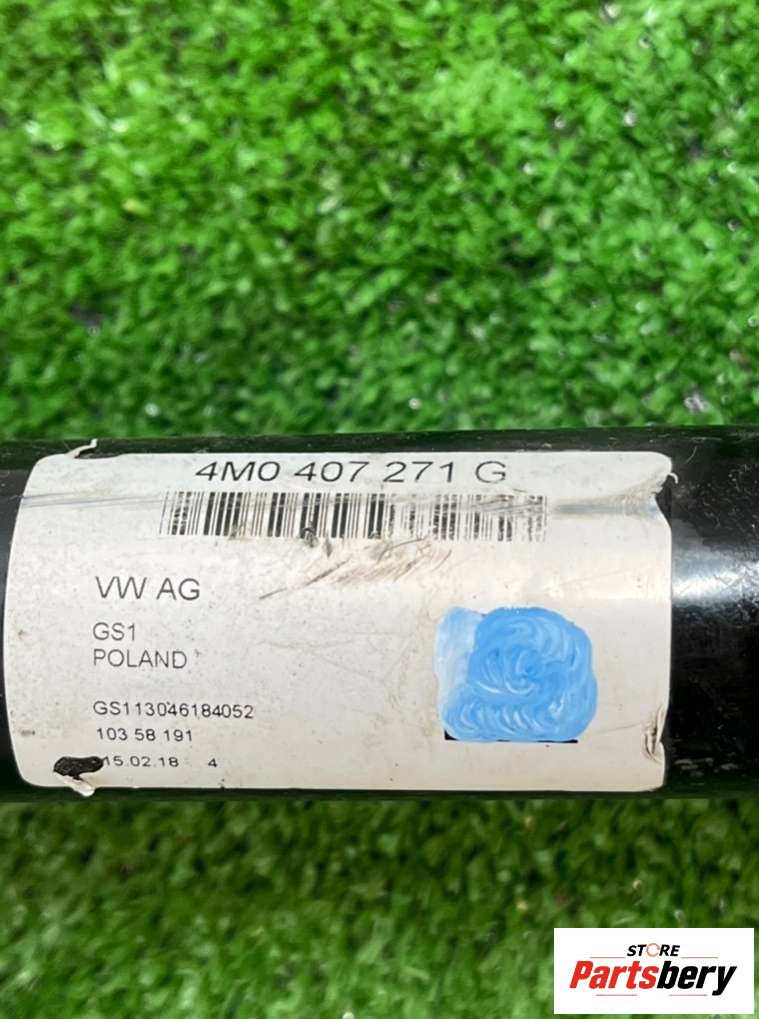 4M0 407 271 G
VW AG
GS1
POLAND
GS113046184052
103 58 191
15.02.18 4
STORE
Partsbery